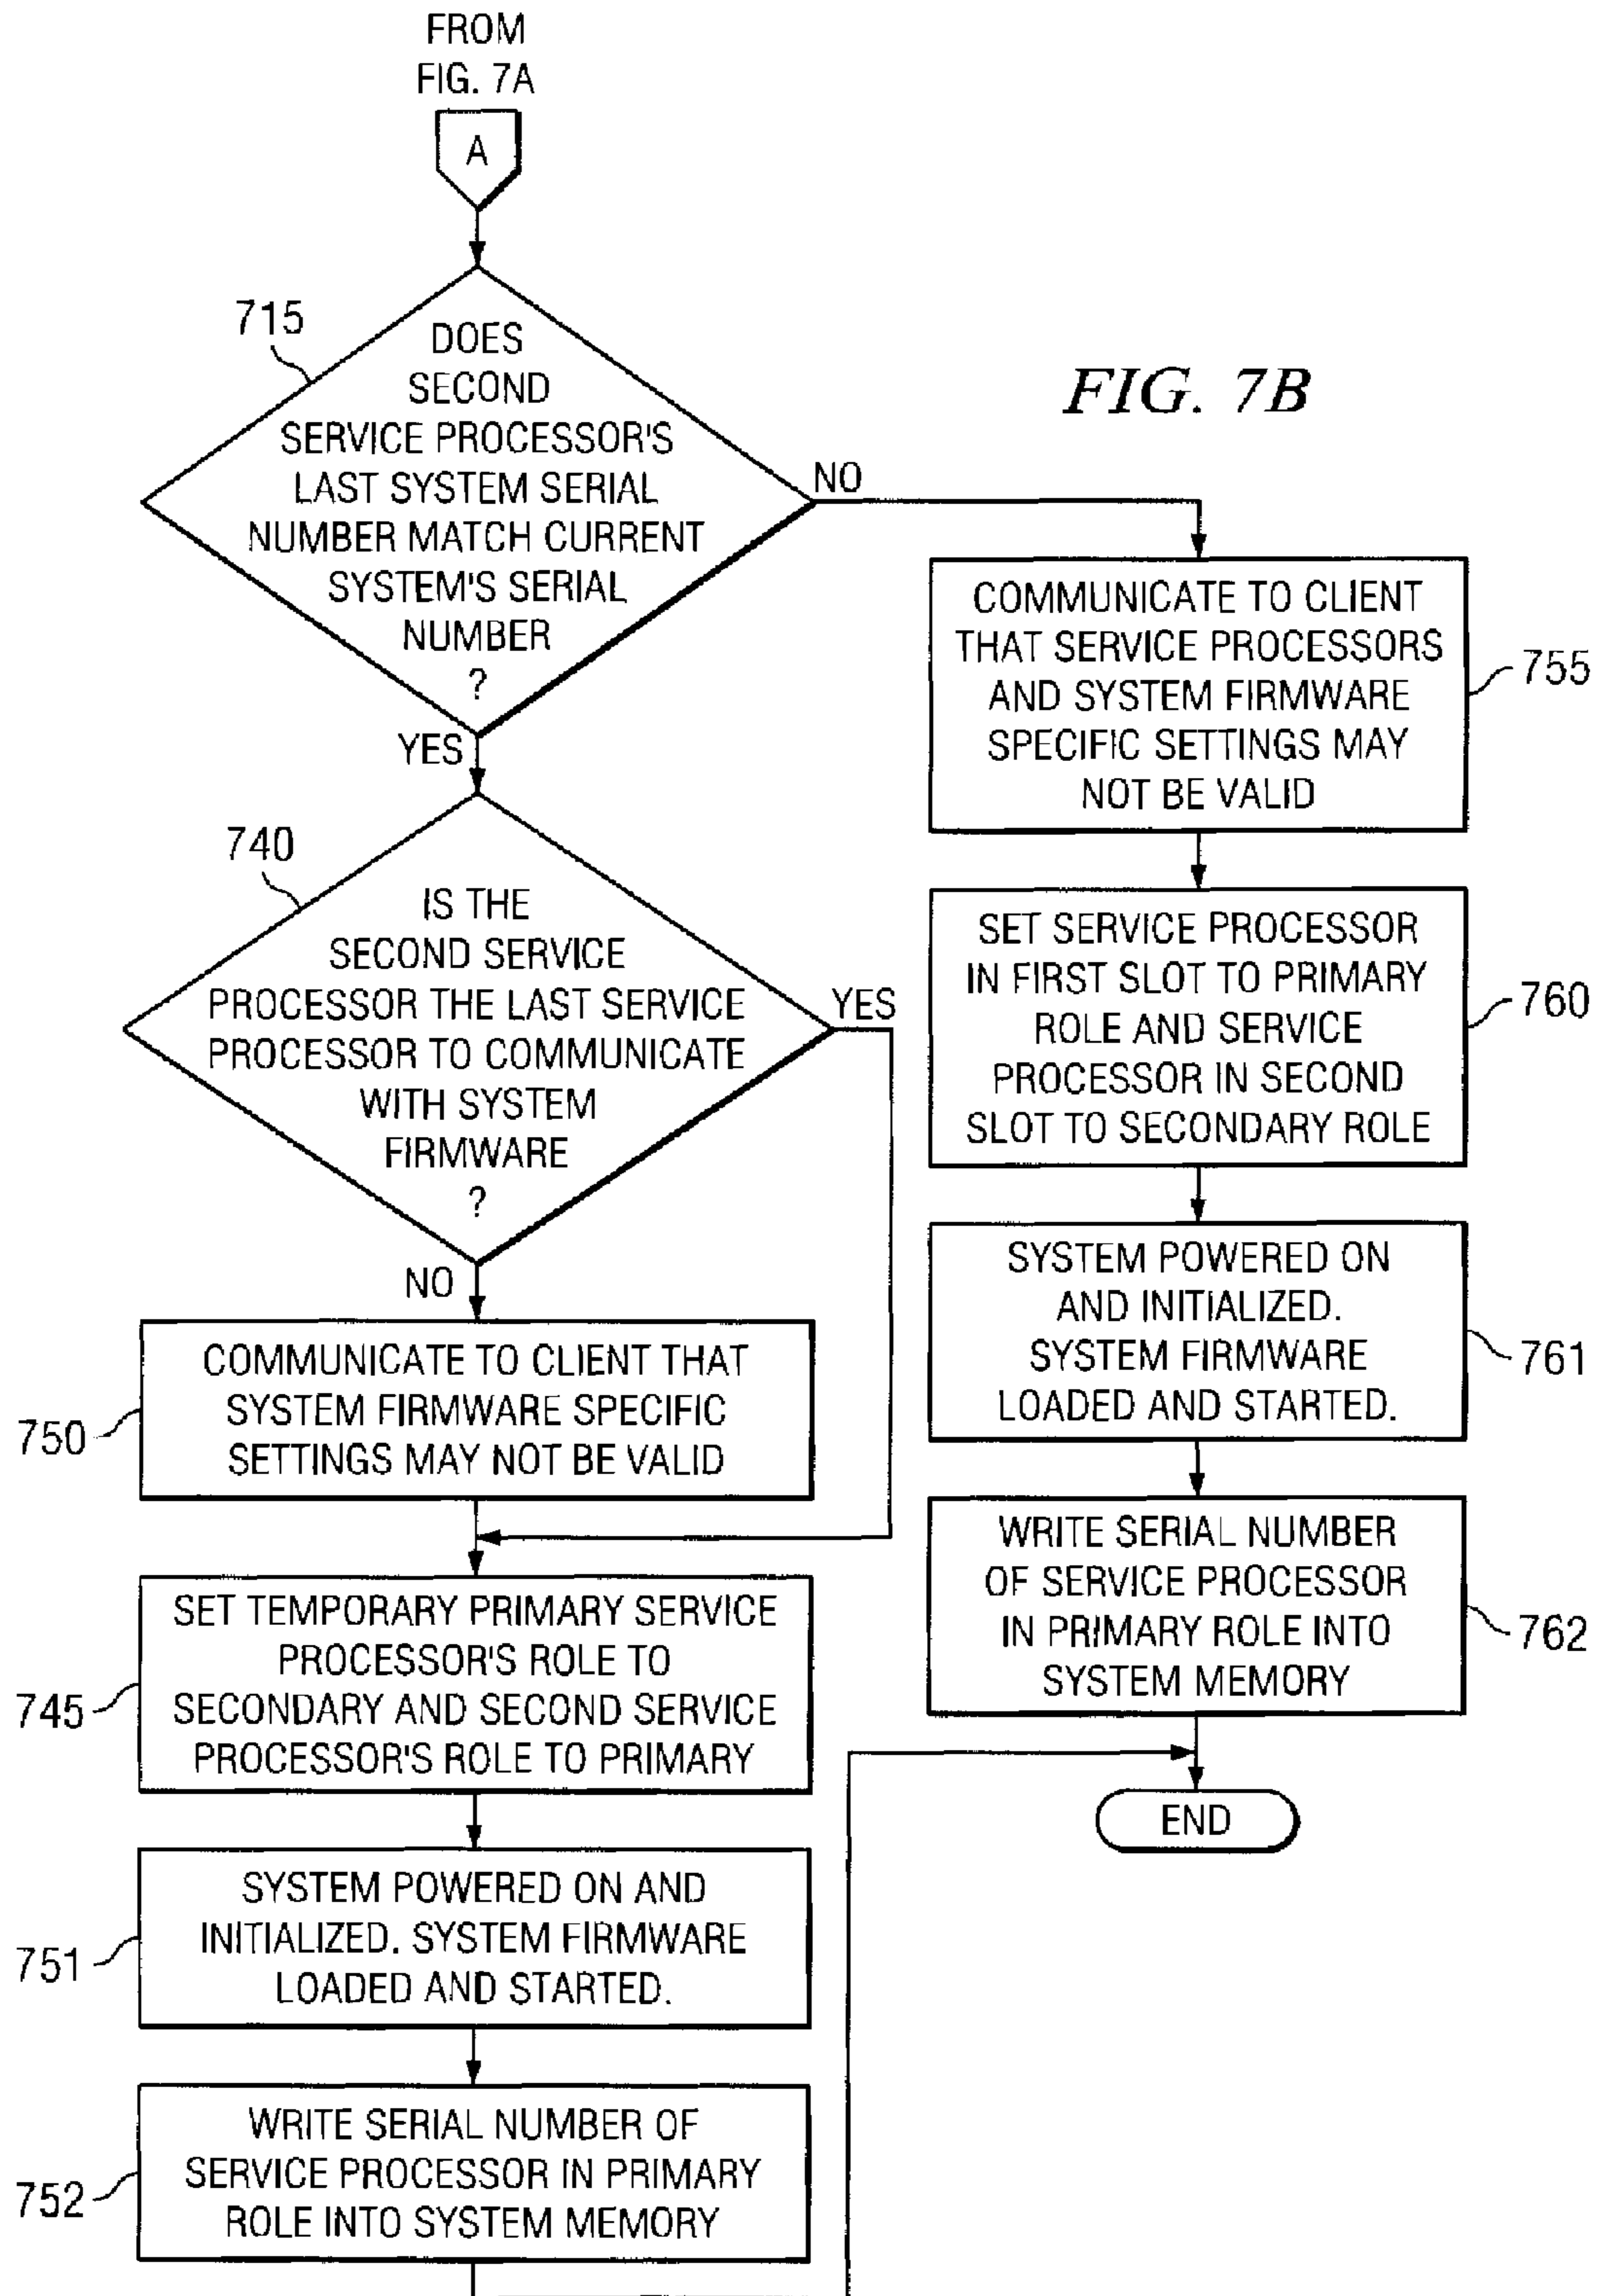 FROM
FIG. 7A
A
715
DOES
SECOND
SERVICE PROCESSOR'S
LAST SYSTEM SERIAL
NUMBER MATCH CURRENT
SYSTEM'S SERIAL
NUMBER
?
NO
YES
FIG. 7B
740
IS THE
SECOND SERVICE
PROCESSOR THE LAST SERVICE
PROCESSOR TO COMMUNICATE
WITH SYSTEM
FIRMWARE
?
YES
NO
COMMUNICATE TO CLIENT THAT
SYSTEM FIRMWARE SPECIFIC
SETTINGS MAY NOT BE VALID
750
SET TEMPORARY PRIMARY SERVICE
PROCESSOR'S ROLE TO
SECONDARY AND SECOND SERVICE
PROCESSOR'S ROLE TO PRIMARY
745
SYSTEM POWERED ON AND
INITIALIZED. SYSTEM FIRMWARE
LOADED AND STARTED.
751
WRITE SERIAL NUMBER OF
SERVICE PROCESSOR IN PRIMARY
ROLE INTO SYSTEM MEMORY
752
COMMUNICATE TO CLIENT
THAT SERVICE PROCESSORS
AND SYSTEM FIRMWARE
SPECIFIC SETTINGS MAY
NOT BE VALID
755
SET SERVICE PROCESSOR
IN FIRST SLOT TO PRIMARY
ROLE AND SERVICE
PROCESSOR IN SECOND
SLOT TO SECONDARY ROLE
760
SYSTEM POWERED ON
AND INITIALIZED.
SYSTEM FIRMWARE
LOADED AND STARTED.
761
WRITE SERIAL NUMBER
OF SERVICE PROCESSOR
IN PRIMARY ROLE INTO
SYSTEM MEMORY
762
END